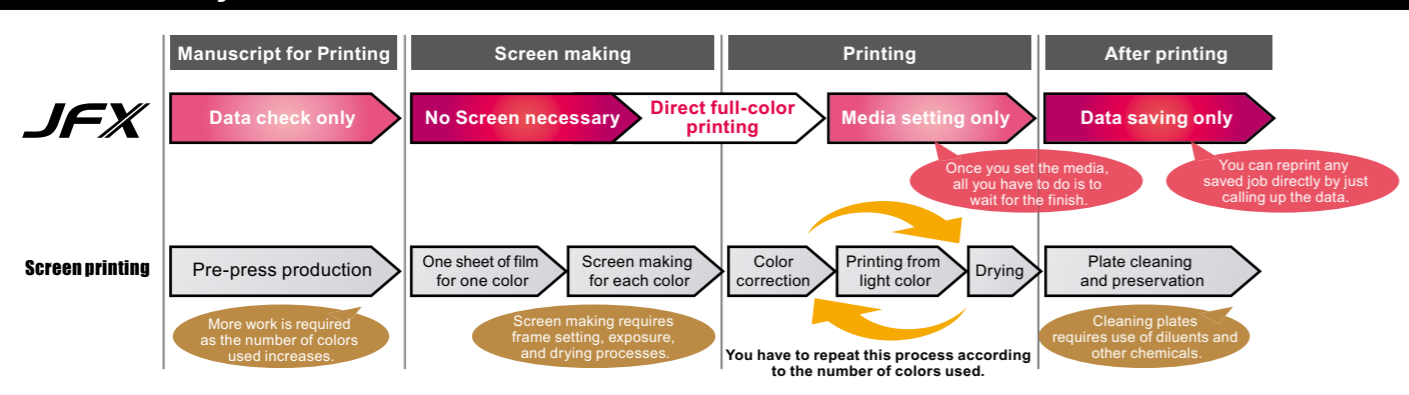 Manuscript for Printing
Screen making
Printing
After printing
JFX
Data check only
No Screen necessary
Direct full-color
printing
Media setting only
Data saving only
Once you set the media,
all you have to do is to
wait for the finish.
You can reprint any
saved job directly by just
calling up the data.
Screen printing
Pre-press production
One sheet of film
for one color
Screen making
for each color
Color
correction
Printing from
light color
Drying
Plate cleaning
and preservation
More work is required
as the number of colors
used increases.
Screen making requires
frame setting, exposure,
and drying processes.
You have to repeat this process according
to the number of colors used.
Cleaning plates
requires use of diluents and
other chemicals.